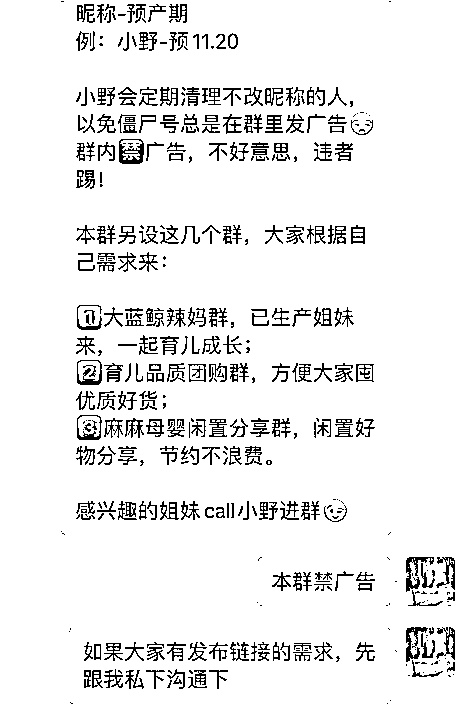 昵称-预产期
例：小野-预11.20
小野会定期清理不改昵称的人，
以免僵尸号总是在群里发广告
群内禁广告，不好意思，违者
踢！
本群另设这几个群，大家根据自
己需求来：
1大蓝鲸辣妈群，已生产姐妹
来，一起育儿成长；
2育儿品质团购群，方便大家囤
优质好货；
3麻麻母婴闲置分享群，闲置好
物分享，节约不浪费。
感兴趣的姐妹call小野进群
本群禁广告
如果大家有发布链接的需求，先
跟我私下沟通下